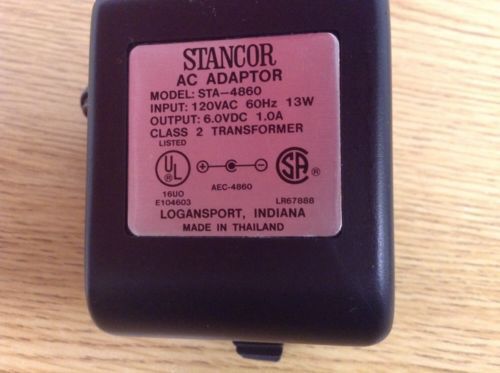 STANCOR
AC ADAPTOR
MODEL: STA-4860
INPUT: 120VAC 60Hz 13W
OUTPUT: 6.0VDC 1.0A
CLASS 2 TRANSFORMER
LISTED
UL ® + - SA ®
16UO AEC-4860
E104603 LR67888
LOGANSPORT, INDIANA
MADE IN THAILAND